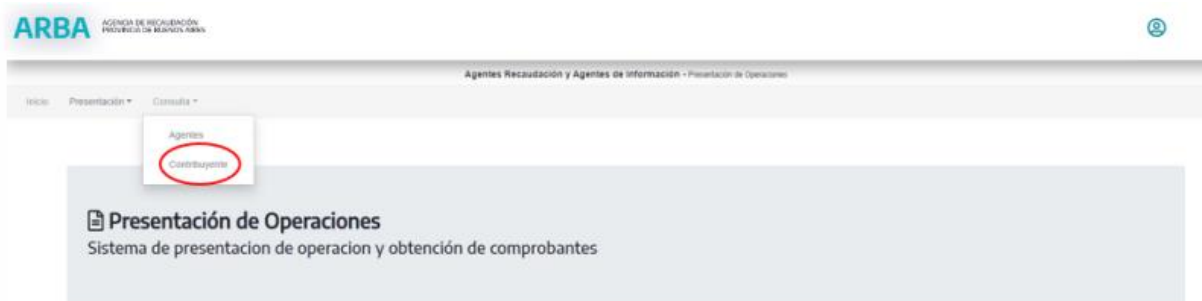 ARBA
AGENCIA DE RECAUDACIÓN
PROVINCIA DE BUENOS AIRES
Agentes Recaudación y Agentes de Información - Presentación de Operaciones
Inicio Presentación Consulta
Agentes
Contribuyente
Presentación de Operaciones
Sistema de presentacion de operacion y obtención de comprobantes